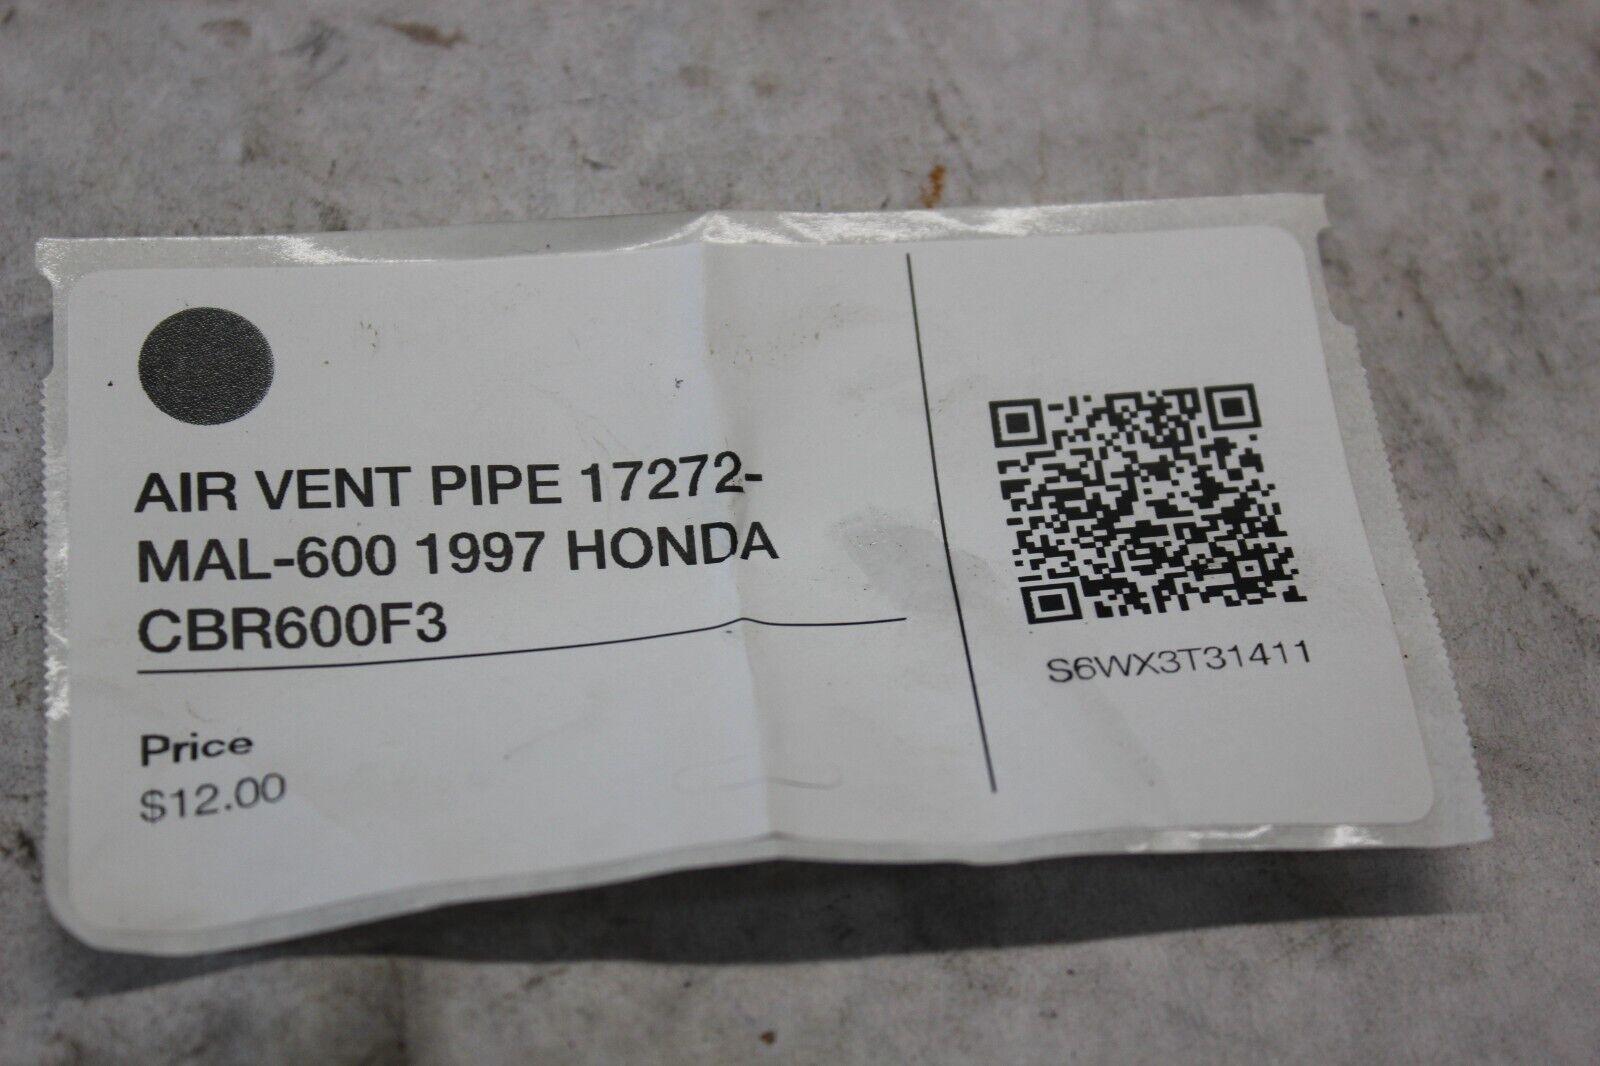 AIR VENT PIPE 17272-
MAL-600 1997 HONDA
CBR600F3
Price
$12.00
S6WX3T31411